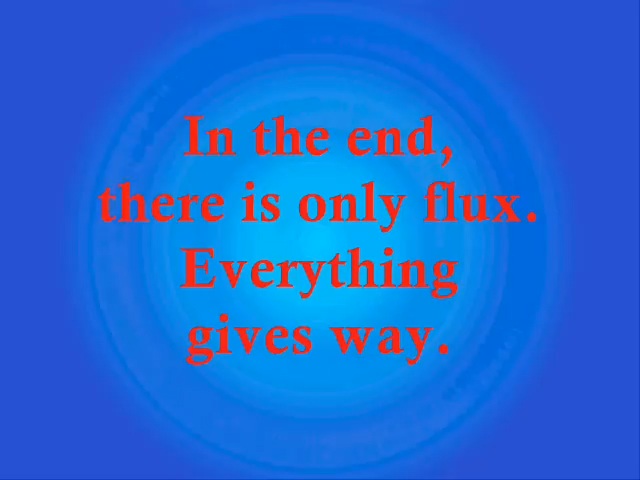 In the end,
there is only flux.
Everything
gives way.